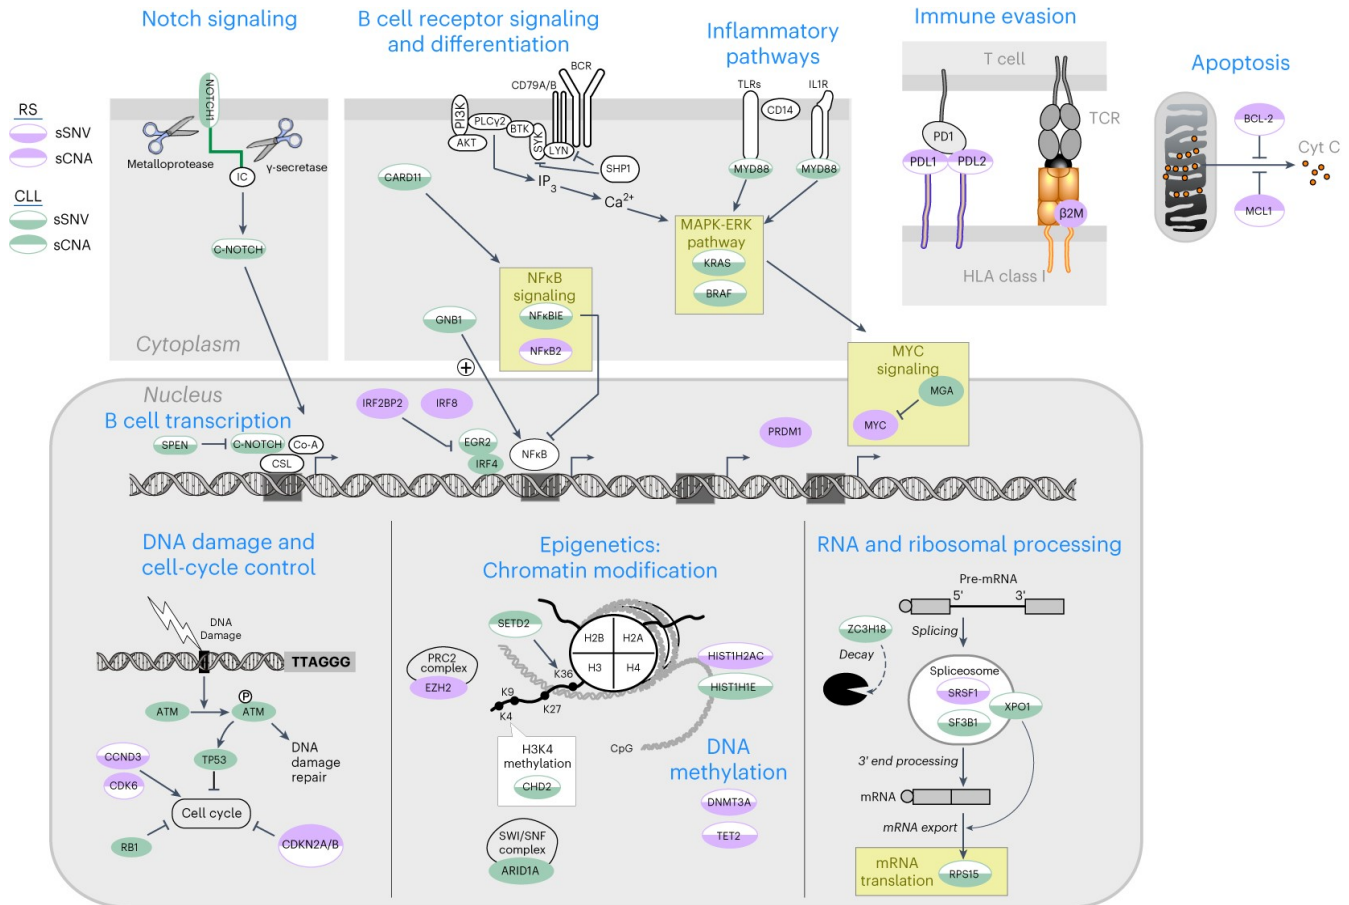 Notch signaling
B cell receptor signaling
and differentiation
Inflammatory
pathways
Immune evasion
Apoptosis
RS
sSNV
sCNA
CLL
sSNV
sCNA
NOTCH1
Metalloprotease
γ-secretase
IC
C-NOTCH
Cytoplasm
BCR
CD79A/B
PI3K
PLCγ2
BTK
AKT
SYK
LYN
SHP1
IP3
Ca2+
CARD11
NFκB
signaling
NFκBIE
NFκB2
GNB1
+
TLRs
IL1R
CD14
MYD88
MYD88
MAPK-ERK
pathway
KRAS
BRAF
MYC
signaling
MGA
MYC
T cell
PD1
PDL1
PDL2
TCR
β2M
HLA class I
BCL-2
Cyt C
MCL1
Nucleus
B cell transcription
SPEN
C-NOTCH
Co-A
CSL
IRF2BP2
IRF8
EGR2
IRF4
NFκB
PRDM1
DNA damage and
cell-cycle control
DNA
Damage
TTAGGG
ATM
P
ATM
TP53
DNA
damage
repair
CCND3
CDK6
Cell cycle
RB1
CDKN2A/B
Epigenetics:
Chromatin modification
SETD2
H2B
H2A
H3
H4
PRC2
complex
EZH2
K36
K9
K27
K4
HIST1H2AC
HIST1H1E
CpG
H3K4
methylation
CHD2
SWI/SNF
complex
ARID1A
DNA
methylation
DNMT3A
TET2
RNA and ribosomal processing
Pre-mRNA
5'
3'
ZC3H18
Splicing
Decay
Spliceosome
SRSF1
SF3B1
XPO1
3' end processing
mRNA
mRNA export
mRNA
translation
RPS15